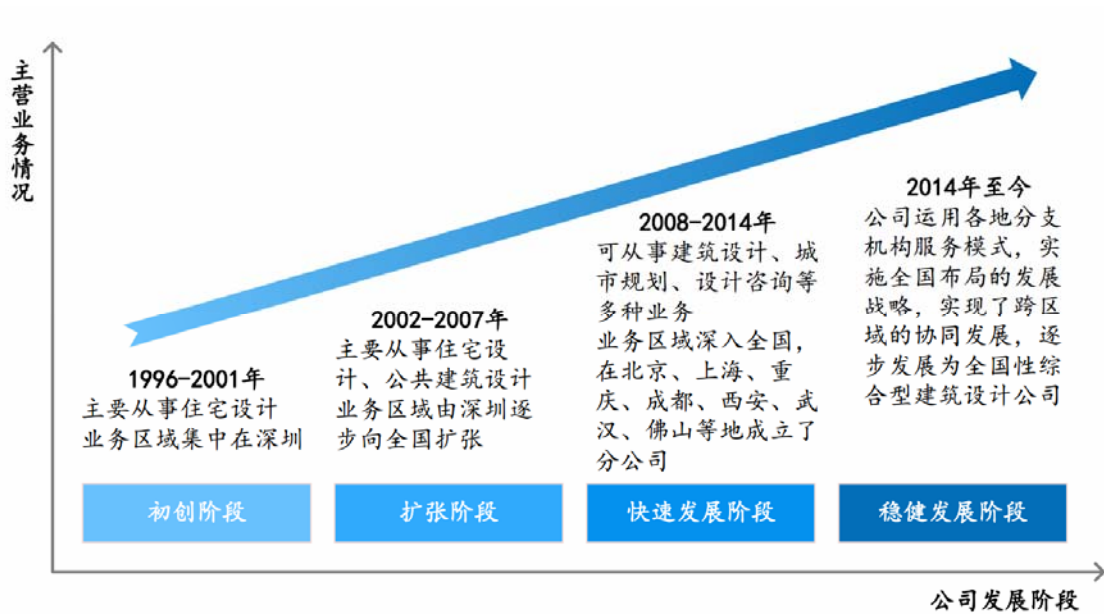 主营业务情况
1996-2001年
主要从事住宅设计
业务区域集中在深圳
初创阶段
2002-2007年
主要从事住宅设
计、公共建筑设计
业务区域由深圳逐
步向全国扩张
扩张阶段
2008-2014年
可从事建筑设计、城
市规划、设计咨询等
多种业务
业务区域深入全国，
在北京、上海、重
庆、成都、西安、武
汉、佛山等地成立了
分公司
快速发展阶段
2014年至今
公司运用各地分支
机构服务模式，实
施全国布局的发展
战略，实现了跨区
域的协同发展，逐
步发展为全国性综
合型建筑设计公司
稳健发展阶段
公司发展阶段